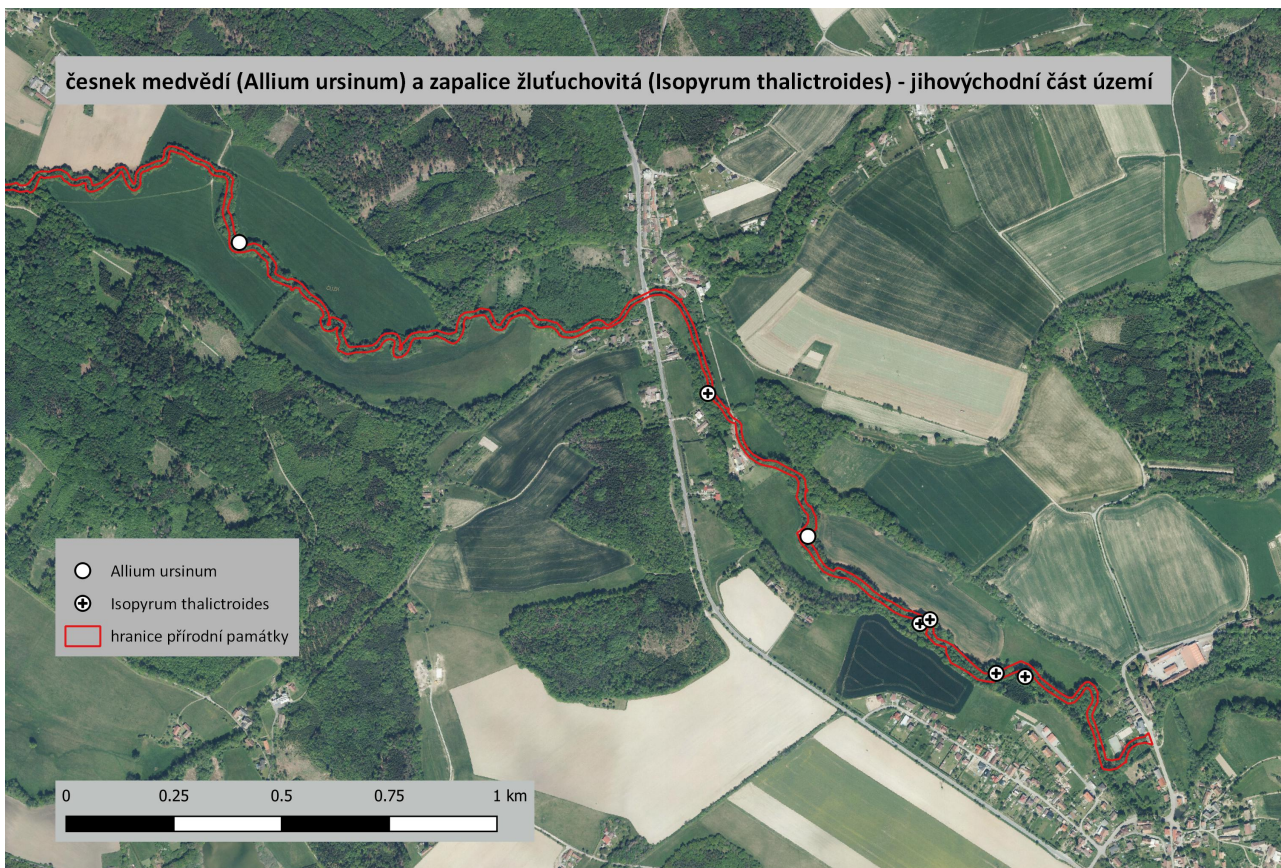 česnek medvědí (Allium ursinum) a zapalice žluťuchovitá (Isopyrum thalictroides) - jihovýchodní část území
Allium ursinum
Isopyrum thalictroides
hranice přírodní památky
0 0.25 0.5 0.75 1 km